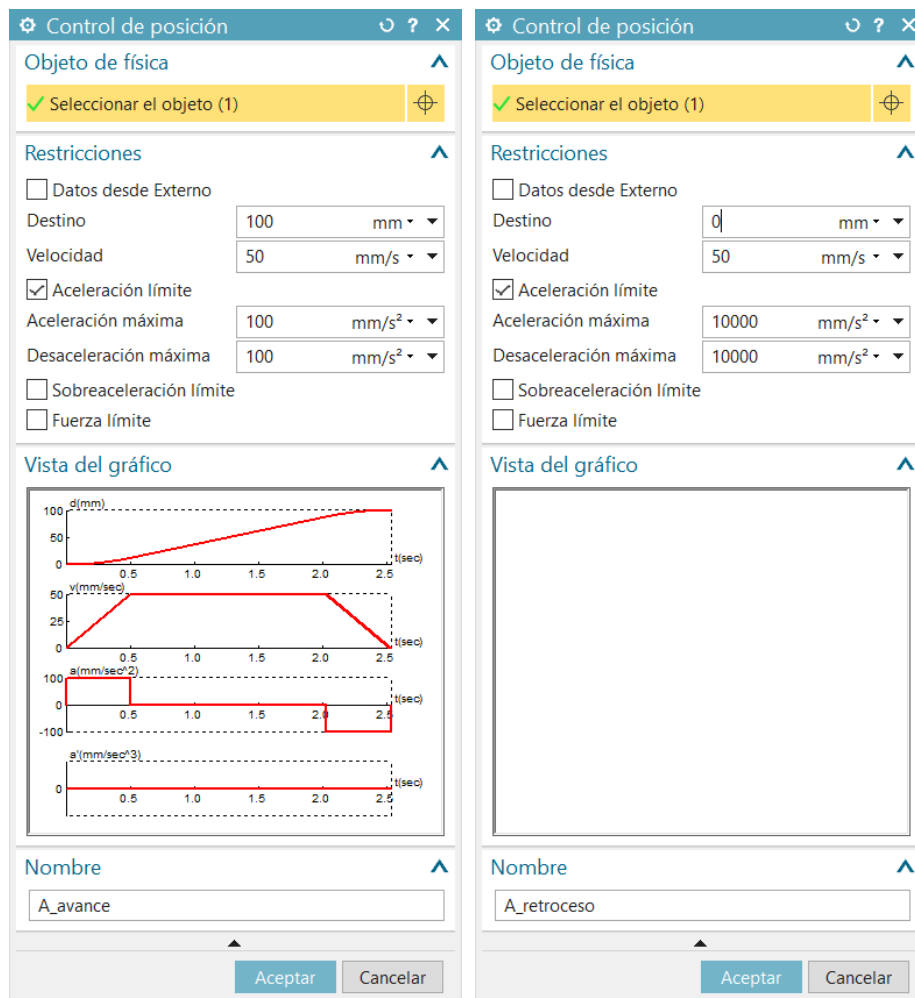 Control de posición
Objeto de física
Seleccionar el objeto (1)
Restricciones
Datos desde Externo
Destino 100 mm
Velocidad 50 mm/s
Aceleración límite
Aceleración máxima 100 mm/s²
Desaceleración máxima 100 mm/s²
Sobreaceleración límite
Fuerza límite
Vista del gráfico
d(mm)
100
50
0
0.5 1.0 1.5 2.0 2.5
t(sec)
v(mm/sec)
50
25
0
0.5 1.0 1.5 2.0 2.5
t(sec)
a(mm/sec^2)
100
0
-100
0.5 1.0 1.5 2.0 2.5
t(sec)
a'(mm/sec^3)
0
0.5 1.0 1.5 2.0 2.5
t(sec)
Nombre
A_avance
Aceptar Cancelar
Control de posición
Objeto de física
Seleccionar el objeto (1)
Restricciones
Datos desde Externo
Destino 0 mm
Velocidad 50 mm/s
Aceleración límite
Aceleración máxima 10000 mm/s²
Desaceleración máxima 10000 mm/s²
Sobreaceleración límite
Fuerza límite
Vista del gráfico
Nombre
A_retroceso
Aceptar Cancelar